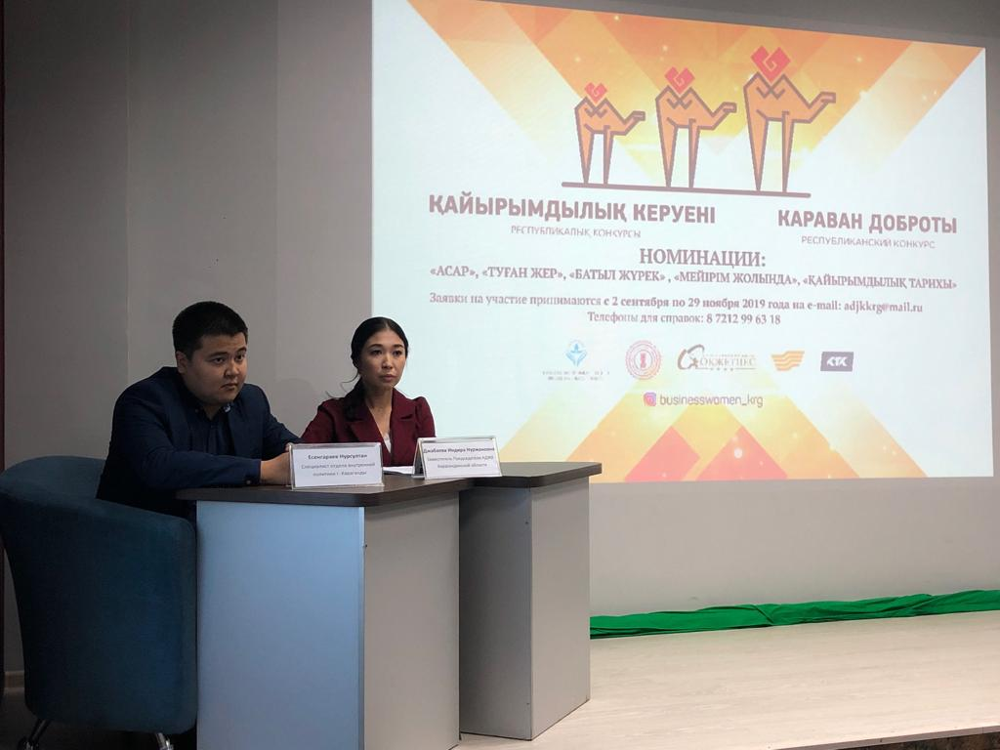 ҚАЙЫРЫМДЫЛЫҚ КЕРУЕНІ
РЕСПУБЛИКАЛЫҚ КОНКУРСЫ
КАРАВАН ДОБРОТЫ
РЕСПУБЛИКАНСКИЙ КОНКУРС
НОМИНАЦИИ:
«АСАР», «ТУҒАН ЖЕР», «БАТЫЛ ЖҮРЕК» , «МЕЙІРІМ ЖОЛЫНДА», «ҚАЙЫРЫМДЫЛЫҚ ТАРИХЫ»
Заявки на участие принимаются с 2 сентября по 29 ноября 2019 года на e-mail: adjkkrg@mail.ru
Телефоны для справок: 8 7212 99 63 18
КТК
businesswomen_krg
Есенгараев Нурсултан
Специалист отдела внутренней
политики г. Караганды
Джабаева Индира Нуржановна
Заместитель Председателя АДЖК
Карагандинской области